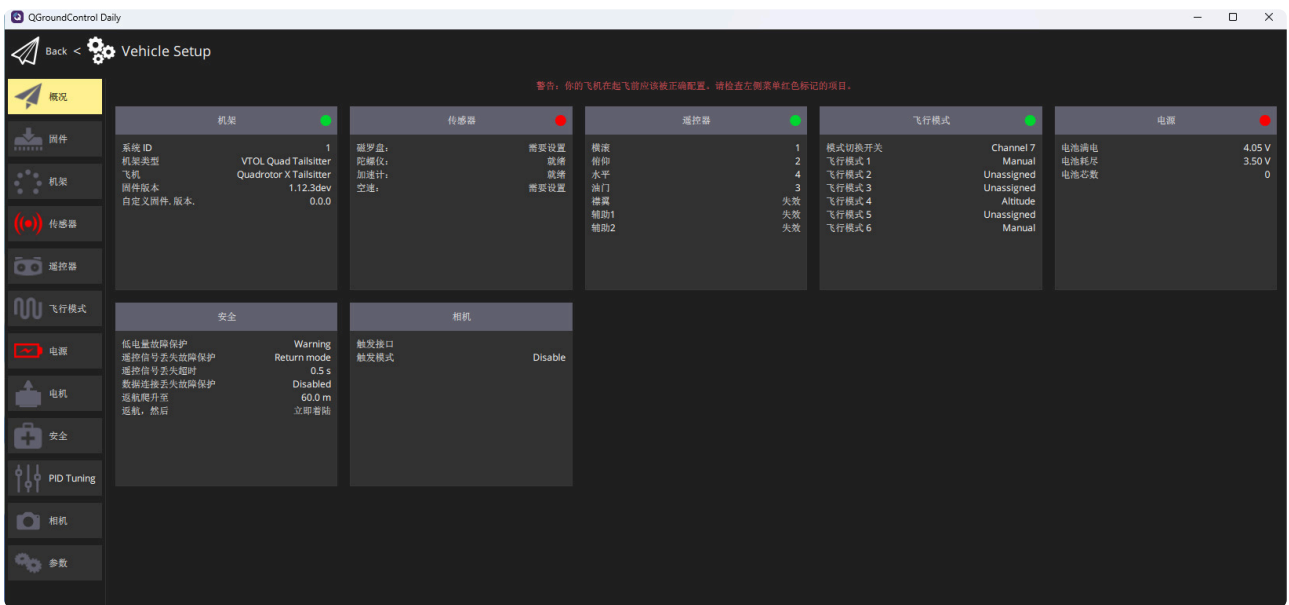 QGroundControl Daily
Back < Vehicle Setup
警告：你的飞机在起飞前应该被正确配置。请检查左侧菜单红色标记的项目。
概况
固件
机架
传感器
遥控器
飞行模式
电源
电机
安全
PID Tuning
相机
参数
机架
系统 ID 1
机架类型 VTOL Quad Tailsitter
飞机 Quadrotor X Tailsitter
固件版本 1.12.3dev
自定义固件. 版本. 0.0.0
传感器
磁罗盘： 需要设置
陀螺仪： 就绪
加速计： 就绪
空速： 需要设置
遥控器
横滚 1
俯仰 2
水平 4
油门 3
襟翼 失效
辅助1 失效
辅助2 失效
飞行模式
模式切换开关 Channel 7
飞行模式 1 Manual
飞行模式 2 Unassigned
飞行模式 3 Unassigned
飞行模式 4 Altitude
飞行模式 5 Unassigned
飞行模式 6 Manual
电源
电池满电 4.05 V
电池耗尽 3.50 V
电池芯数 0
安全
低电量故障保护 Warning
遥控信号丢失故障保护 Return mode
遥控信号丢失超时 0.5 s
数据连接丢失故障保护 Disabled
返航爬升至 60.0 m
返航，然后 立即着陆
相机
触发接口
触发模式 Disable